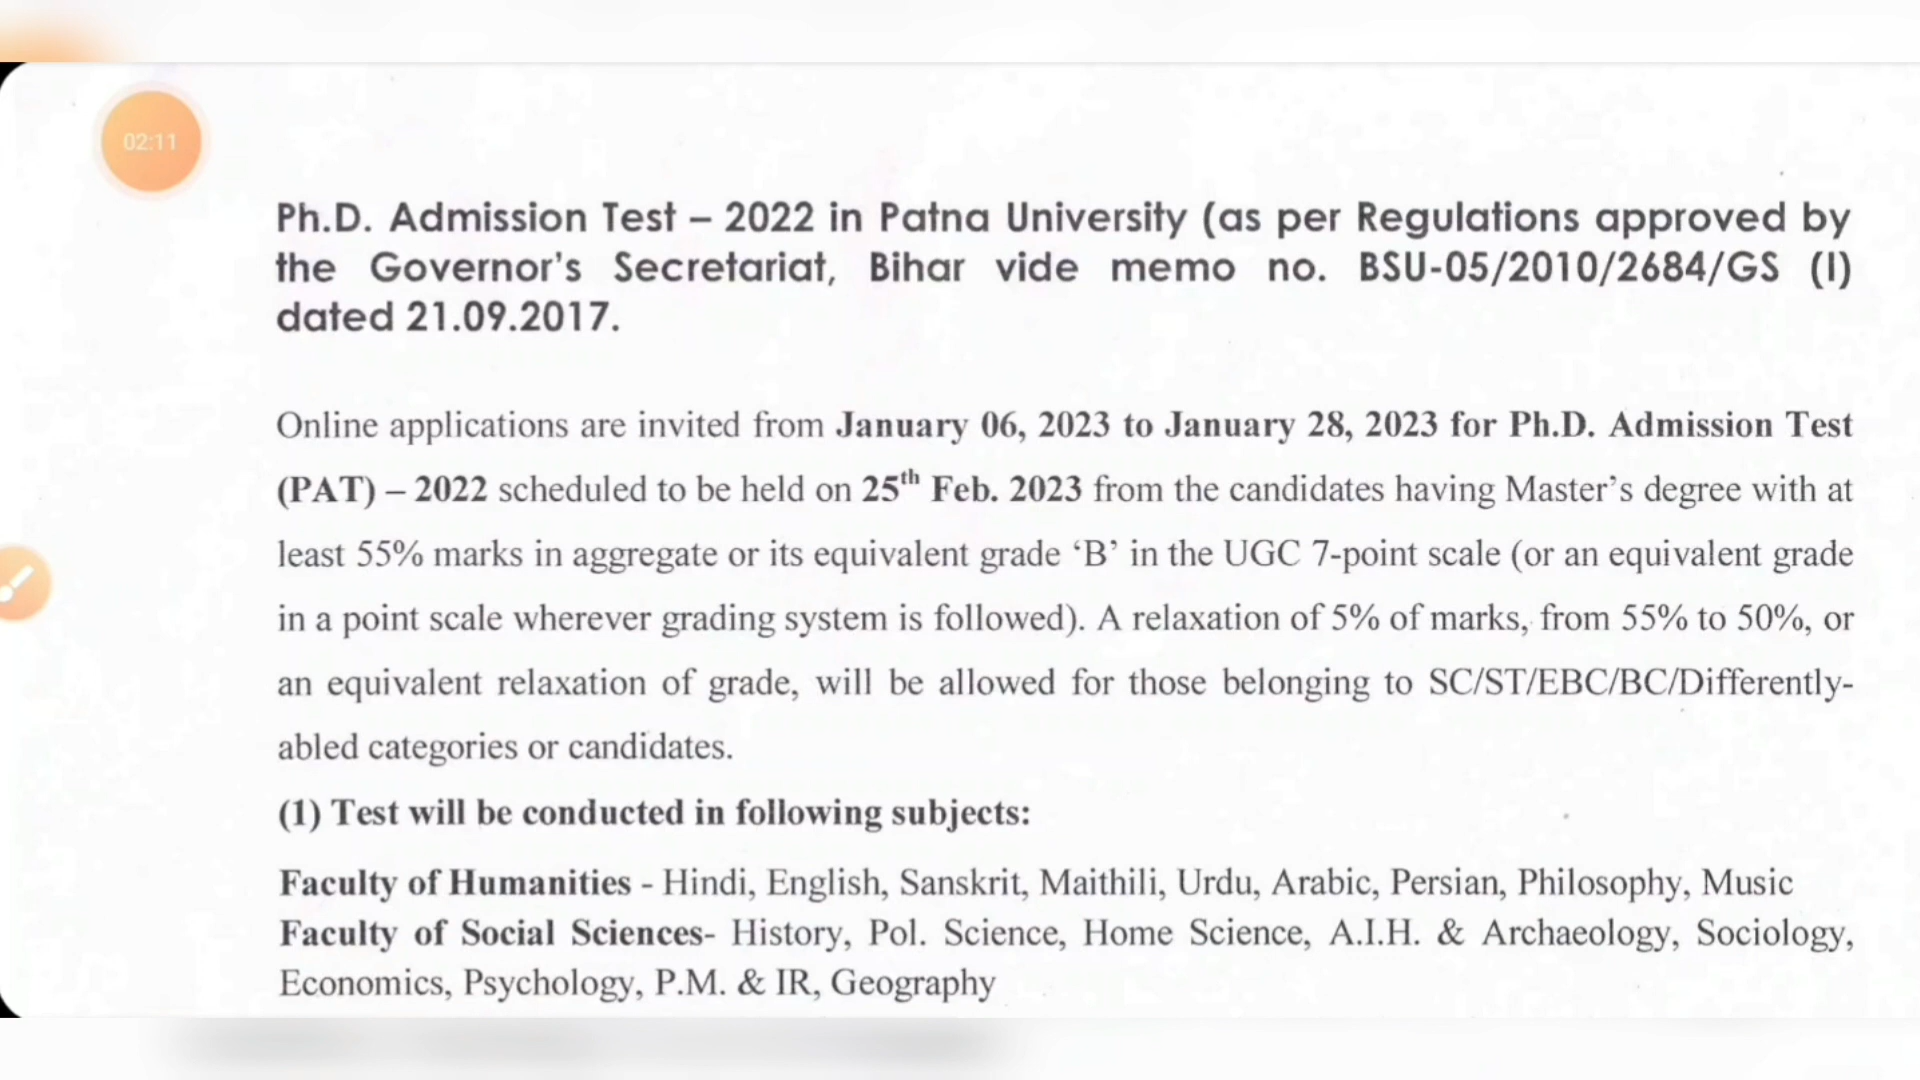 02:11
Ph.D. Admission Test – 2022 in Patna University (as per Regulations approved by
the Governor's Secretariat, Bihar vide memo no. BSU-05/2010/2684/GS (I)
dated 21.09.2017.
Online applications are invited from January 06, 2023 to January 28, 2023 for Ph.D. Admission Test
(PAT) – 2022 scheduled to be held on 25th Feb. 2023 from the candidates having Master's degree with at
least 55% marks in aggregate or its equivalent grade 'B' in the UGC 7-point scale (or an equivalent grade
in a point scale wherever grading system is followed). A relaxation of 5% of marks, from 55% to 50%, or
an equivalent relaxation of grade, will be allowed for those belonging to SC/ST/EBC/BC/Differently-
abled categories or candidates.
(1) Test will be conducted in following subjects:
Faculty of Humanities - Hindi, English, Sanskrit, Maithili, Urdu, Arabic, Persian, Philosophy, Music
Faculty of Social Sciences- History, Pol. Science, Home Science, A.I.H. & Archaeology, Sociology,
Economics, Psychology, P.M. & IR, Geography